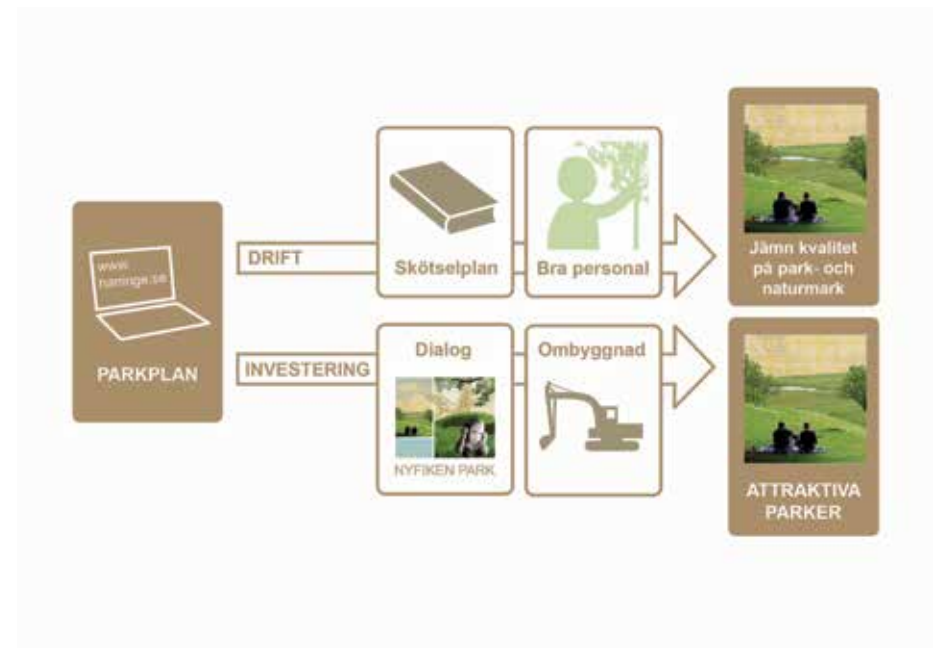 www.
haninge.se
PARKPLAN
DRIFT
Skötselplan
Bra personal
Jämn kvalitet
på park- och
naturmark
INVESTERING
Dialog
NYFIKEN PARK
Ombyggnad
ATTRAKTIVA
PARKER